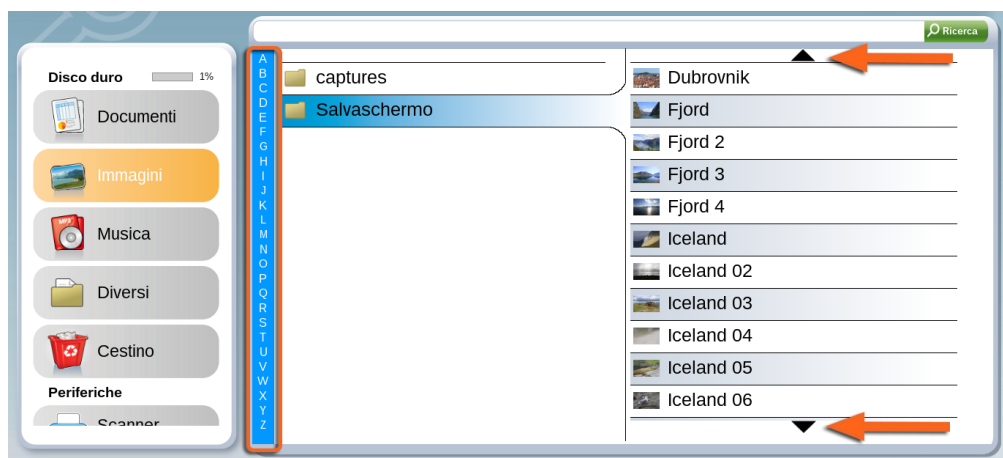 Ricerca
Disco duro 1%
Documenti
Immagini
Musica
Diversi
Cestino
Periferiche
Scanner
A
B
C
D
E
F
G
H
I
J
K
L
M
N
O
P
Q
R
S
T
U
V
W
X
Y
Z
captures
Salvaschermo
Dubrovnik
Fjord
Fjord 2
Fjord 3
Fjord 4
Iceland
Iceland 02
Iceland 03
Iceland 04
Iceland 05
Iceland 06